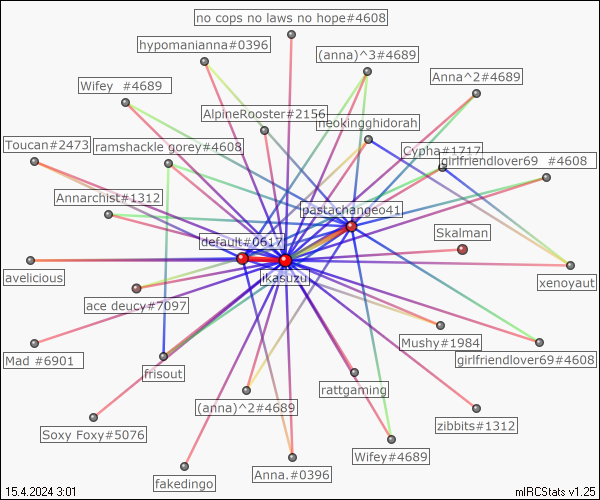 no cops no laws no hope#4608
hypomanianna#0396
(anna)^3#4689
Wifey #4689
Anna^2#4689
AlpineRooster#2156
neokingghidorah
Toucan#2473
ramshackle gorey#4608
Cypha#1717
girlfriendlover69 #4608
Annarchist#1312
pastachangeo41
default#0617
Skalman
avelicious
ikasuzu
xenoyaut
ace deucy#7097
Mushy#1984
Mad #6901
frisout
girlfriendlover69#4608
rattgaming
(anna)^2#4689
Soxy Foxy#5076
zibbits#1312
Wifey#4689
Anna.#0396
fakedingo
15.4.2024 3:01
mIRCStats v1.25